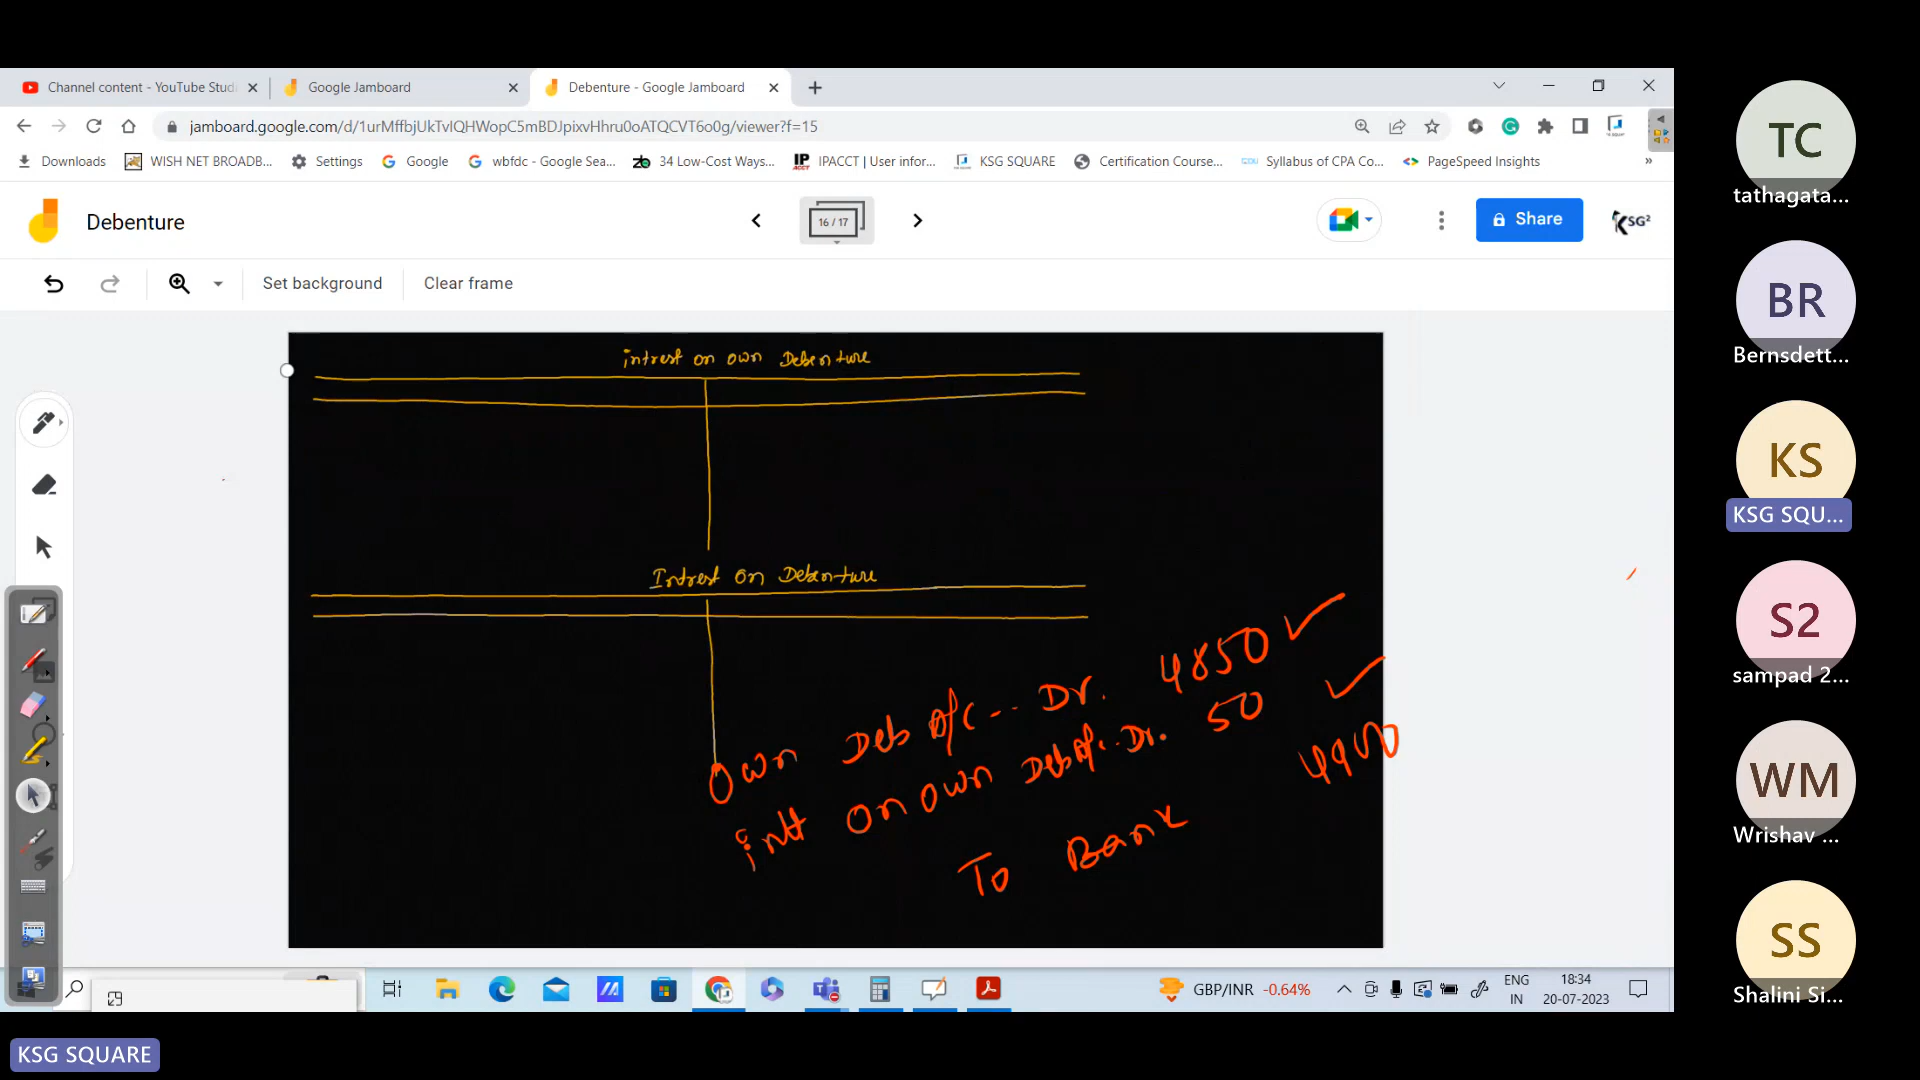 Channel content - YouTube Stud
Google Jamboard
Debenture - Google Jamboard
jamboard.google.com/d/1urMffbjUkTvIQHWopC5mBDJpixvHhru0oATQCVT6o0g/viewer?f=15
Downloads
WISH NET BROADB...
Settings
Google
wbfdc - Google Sea...
34 Low-Cost Ways...
IPACCT | User infor...
KSG SQUARE
Certification Course...
Syllabus of CPA Co...
PageSpeed Insights
Debenture
16 / 17
Share
KSG²
Set background
Clear frame
intrest on own Debenture
Intrest On Debenture
Own Deb A/c -- Dr. 4850
intt On Own Deb A/c. Dr. 50
To Bank 4900
GBP/INR -0.64%
ENG
IN
18:34
20-07-2023
TC
tathagata...
BR
Bernsdett...
KS
KSG SQU...
S2
sampad 2...
WM
Wrishav ...
SS
Shalini Si...
KSG SQUARE